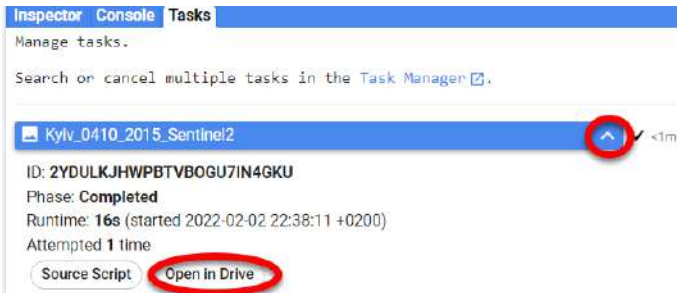 Inspector Console Tasks
Manage tasks.
Search or cancel multiple tasks in the Task Manager.
Kyiv_0410_2015_Sentinel2 ✓ <1m
ID: 2YDULKJHWPBTVBOGU7IN4GKU
Phase: Completed
Runtime: 16s (started 2022-02-02 22:38:11 +0200)
Attempted 1 time
Source Script Open in Drive